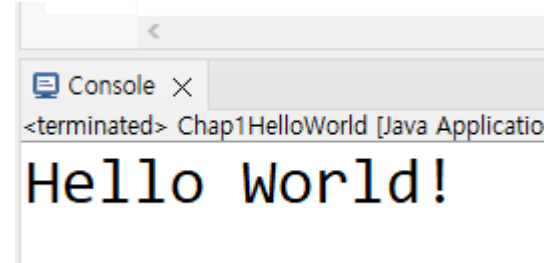 Console
<terminated> Chap1HelloWorld [Java Applicatio
Hello World!